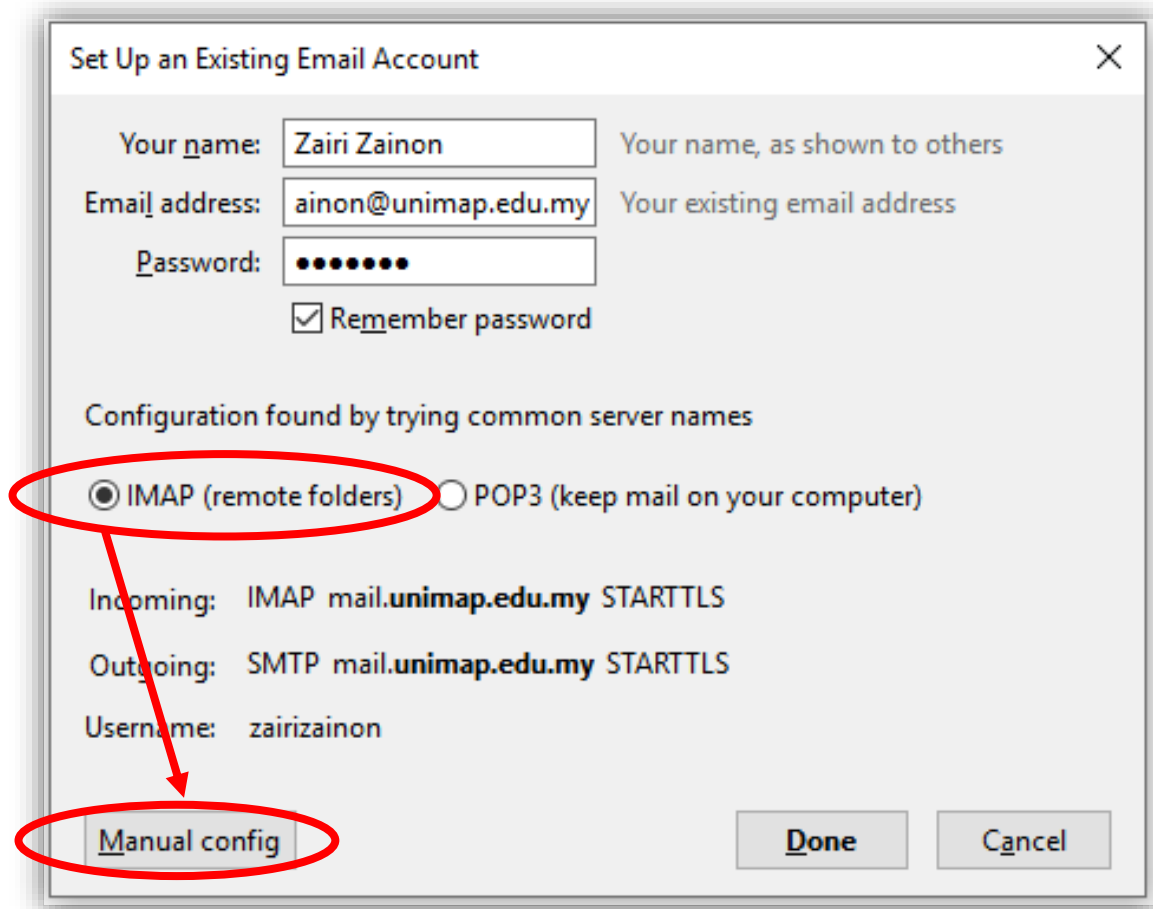 Set Up an Existing Email Account
Your name: Zairi Zainon Your name, as shown to others
Email address: ainon@unimap.edu.my Your existing email address
Password: ●●●●●●●
Remember password
Configuration found by trying common server names
IMAP (remote folders) POP3 (keep mail on your computer)
Incoming: IMAP mail.unimap.edu.my STARTTLS
Outgoing: SMTP mail.unimap.edu.my STARTTLS
Username: zairizainon
Manual config Done Cancel